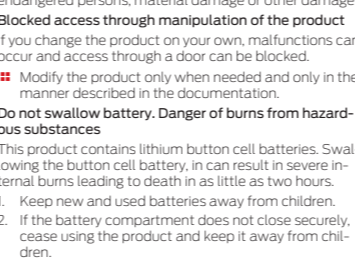 endangered persons, material damage or other damage
Blocked access through manipulation of the product
If you change the product on your own, malfunctions can
occur and access through a door can be blocked.
Modify the product only when needed and only in the
manner described in the documentation.
Do not swallow battery. Danger of burns from hazard-
ous substances
This product contains lithium button cell batteries. Swal-
lowing the button cell battery, in can result in severe in-
ternal burns leading to death in as little as two hours.
1. Keep new and used batteries away from children.
2. If the battery compartment does not close securely,
cease using the product and keep it away from chil-
dren.